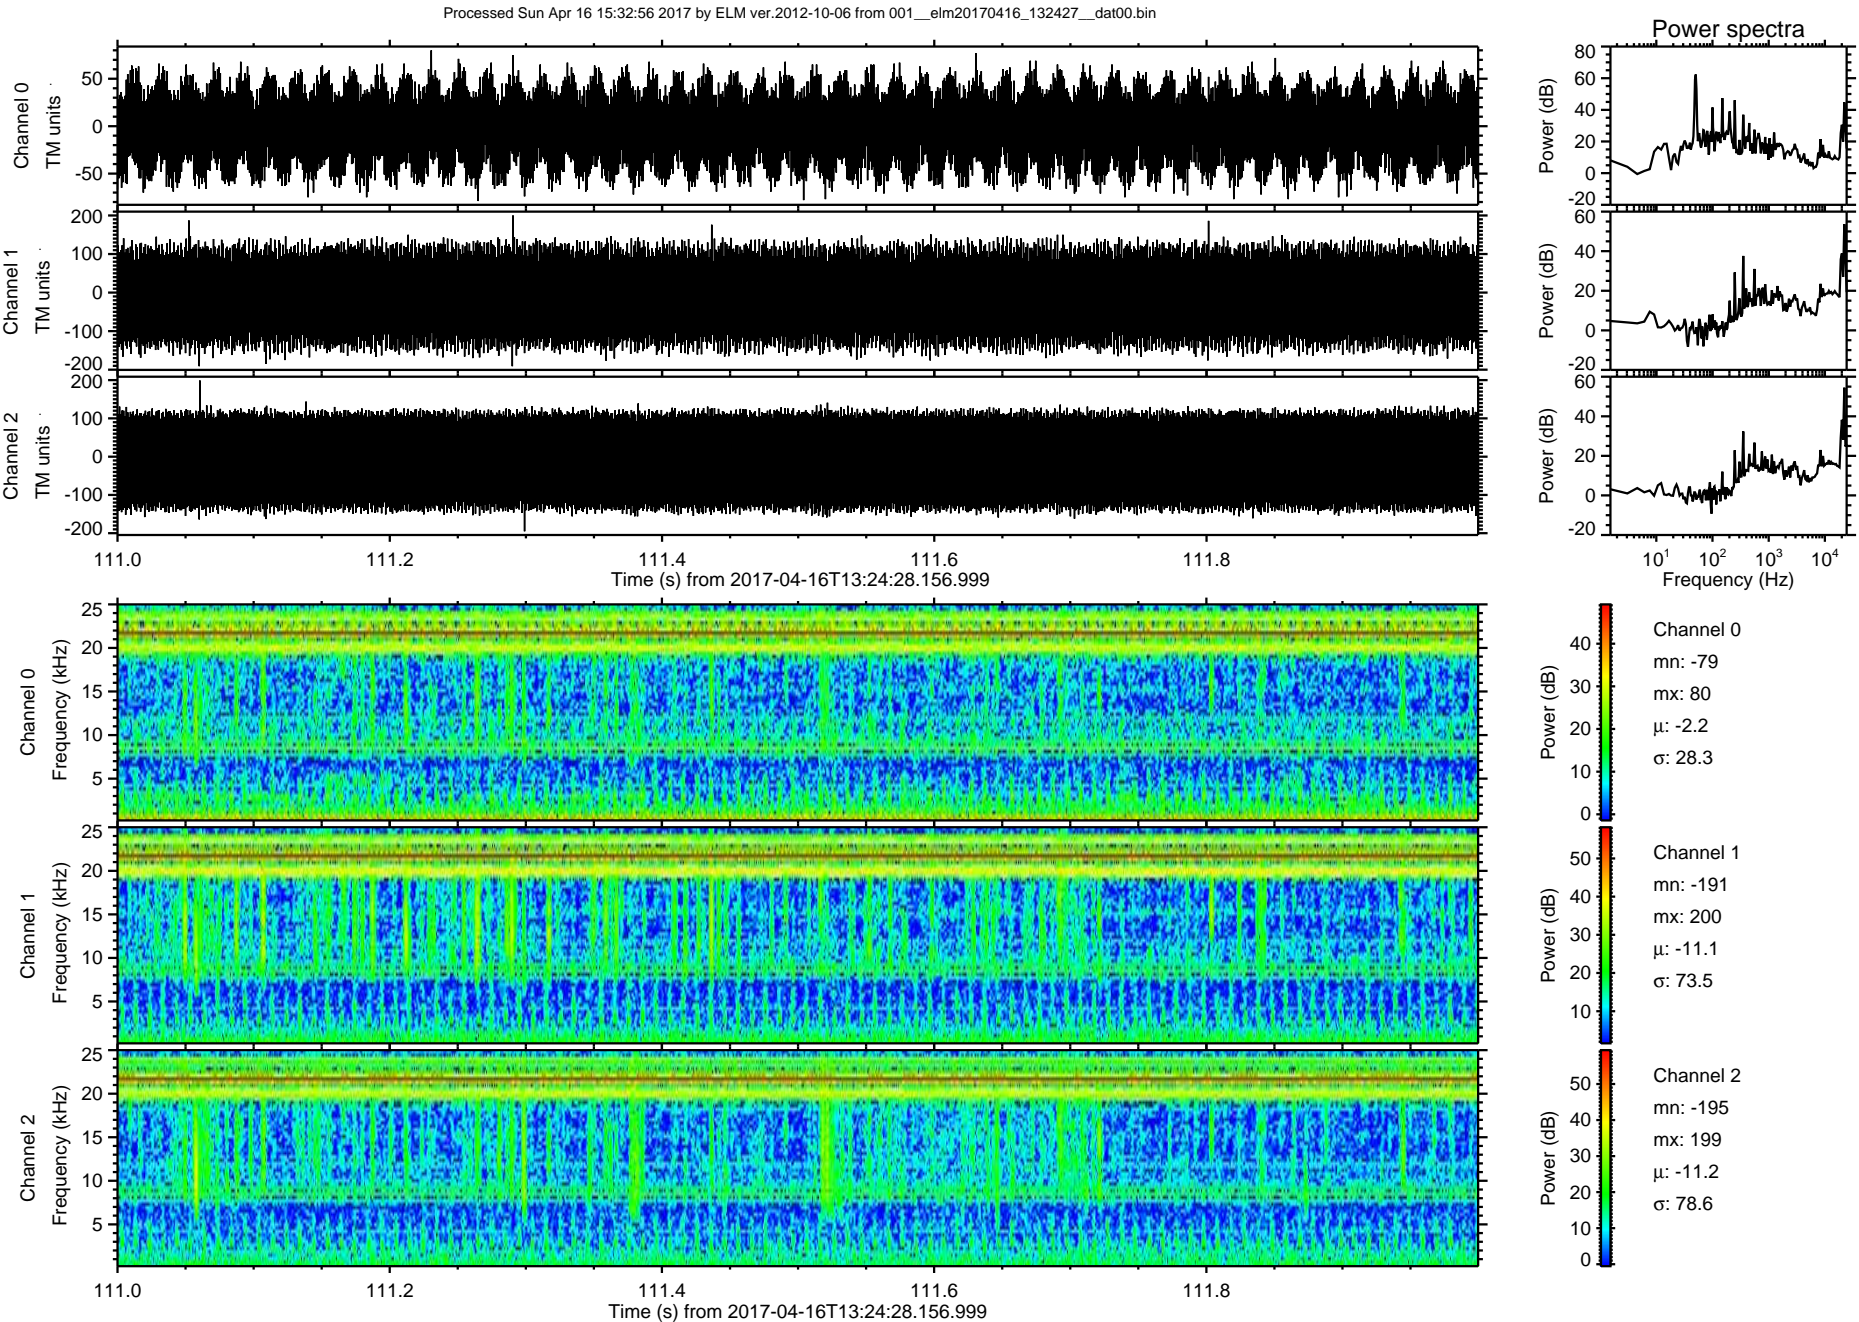 Processed Sun Apr 16 15:32:56 2017 by ELM ver.2012-10-06 from 001__elm20170416_132427__dat00.bin
Power spectra
Channel 0
TM units
50
0
-50
Power (dB)
80
60
40
20
0
-20
Channel 1
TM units
200
100
0
-100
-200
Power (dB)
60
40
20
0
-20
Channel 2
TM units
200
100
0
-100
-200
Power (dB)
60
40
20
0
-20
111.0 111.2 111.4 111.6 111.8
Time (s) from 2017-04-16T13:24:28.156.999
10¹ 10² 10³ 10⁴
Frequency (Hz)
Channel 0
Frequency (kHz)
25
20
15
10
5
Power (dB)
40
30
20
10
0
Channel 0
mn: -79
mx: 80
µ: -2.2
σ: 28.3
Channel 1
Frequency (kHz)
25
20
15
10
5
Power (dB)
50
40
30
20
10
Channel 1
mn: -191
mx: 200
µ: -11.1
σ: 73.5
Channel 2
Frequency (kHz)
25
20
15
10
5
Power (dB)
50
40
30
20
10
0
Channel 2
mn: -195
mx: 199
µ: -11.2
σ: 78.6
111.0 111.2 111.4 111.6 111.8
Time (s) from 2017-04-16T13:24:28.156.999